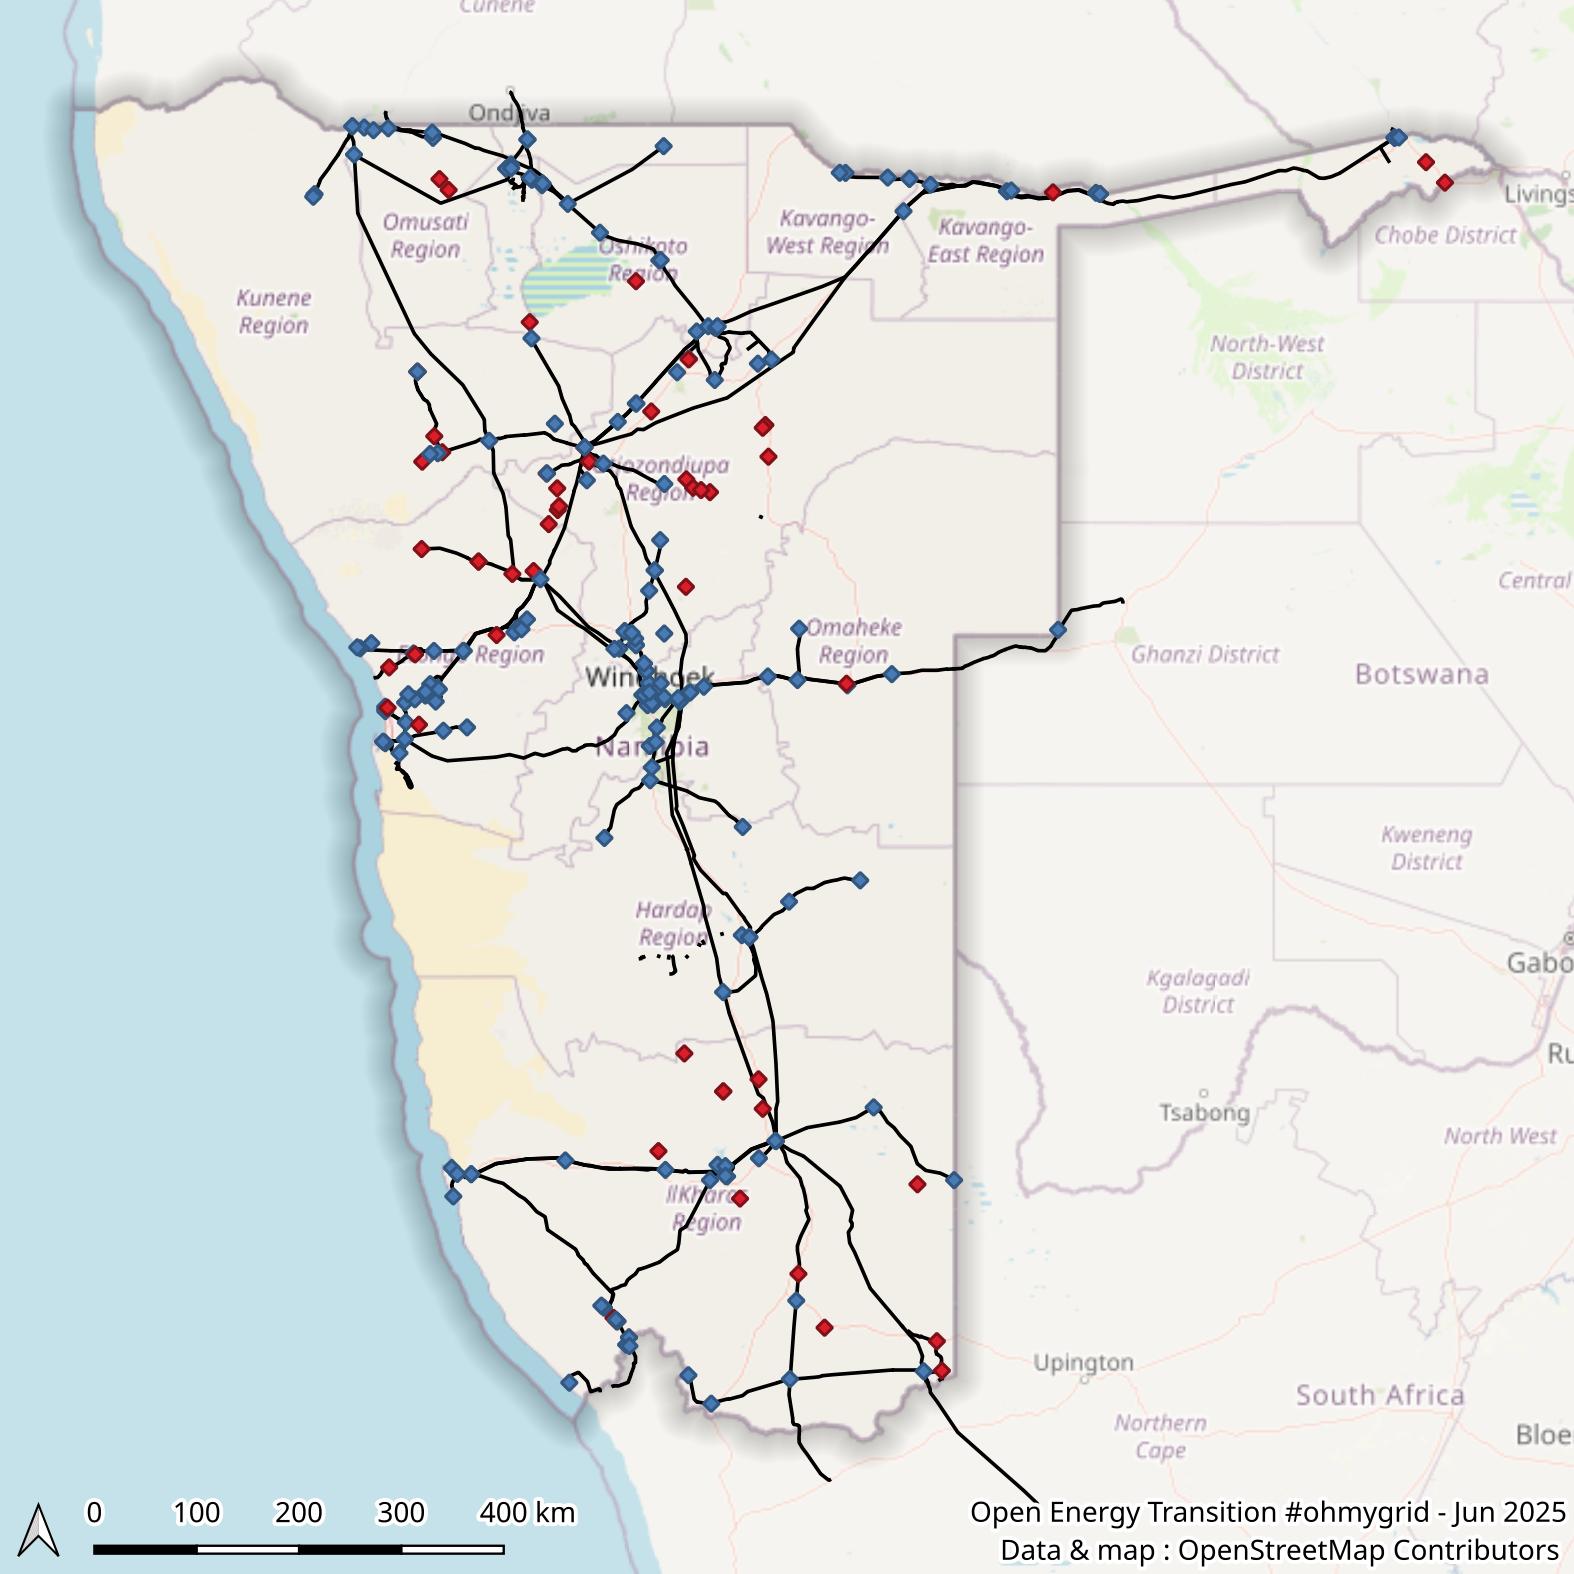 Cunene
Ondjiva
Livings
Omusati
Region
Kavango-
West Region
Kavango-
East Region
Chobe District
Oshikoto
Region
Kunene
Region
North-West
District
Otjozondjupa
Region
Central
Omaheke
Region
Erongo Region
Ghanzi District
Windhoek
Botswana
Namibia
Kweneng
District
Hardap
Region
Gabo
Kgalagadi
District
Ru
Tsabong
North West
llKharas
Region
Upington
South Africa
Northern
Cape
Bloe
0 100 200 300 400 km
Open Energy Transition #ohmygrid - Jun 2025
Data & map : OpenStreetMap Contributors